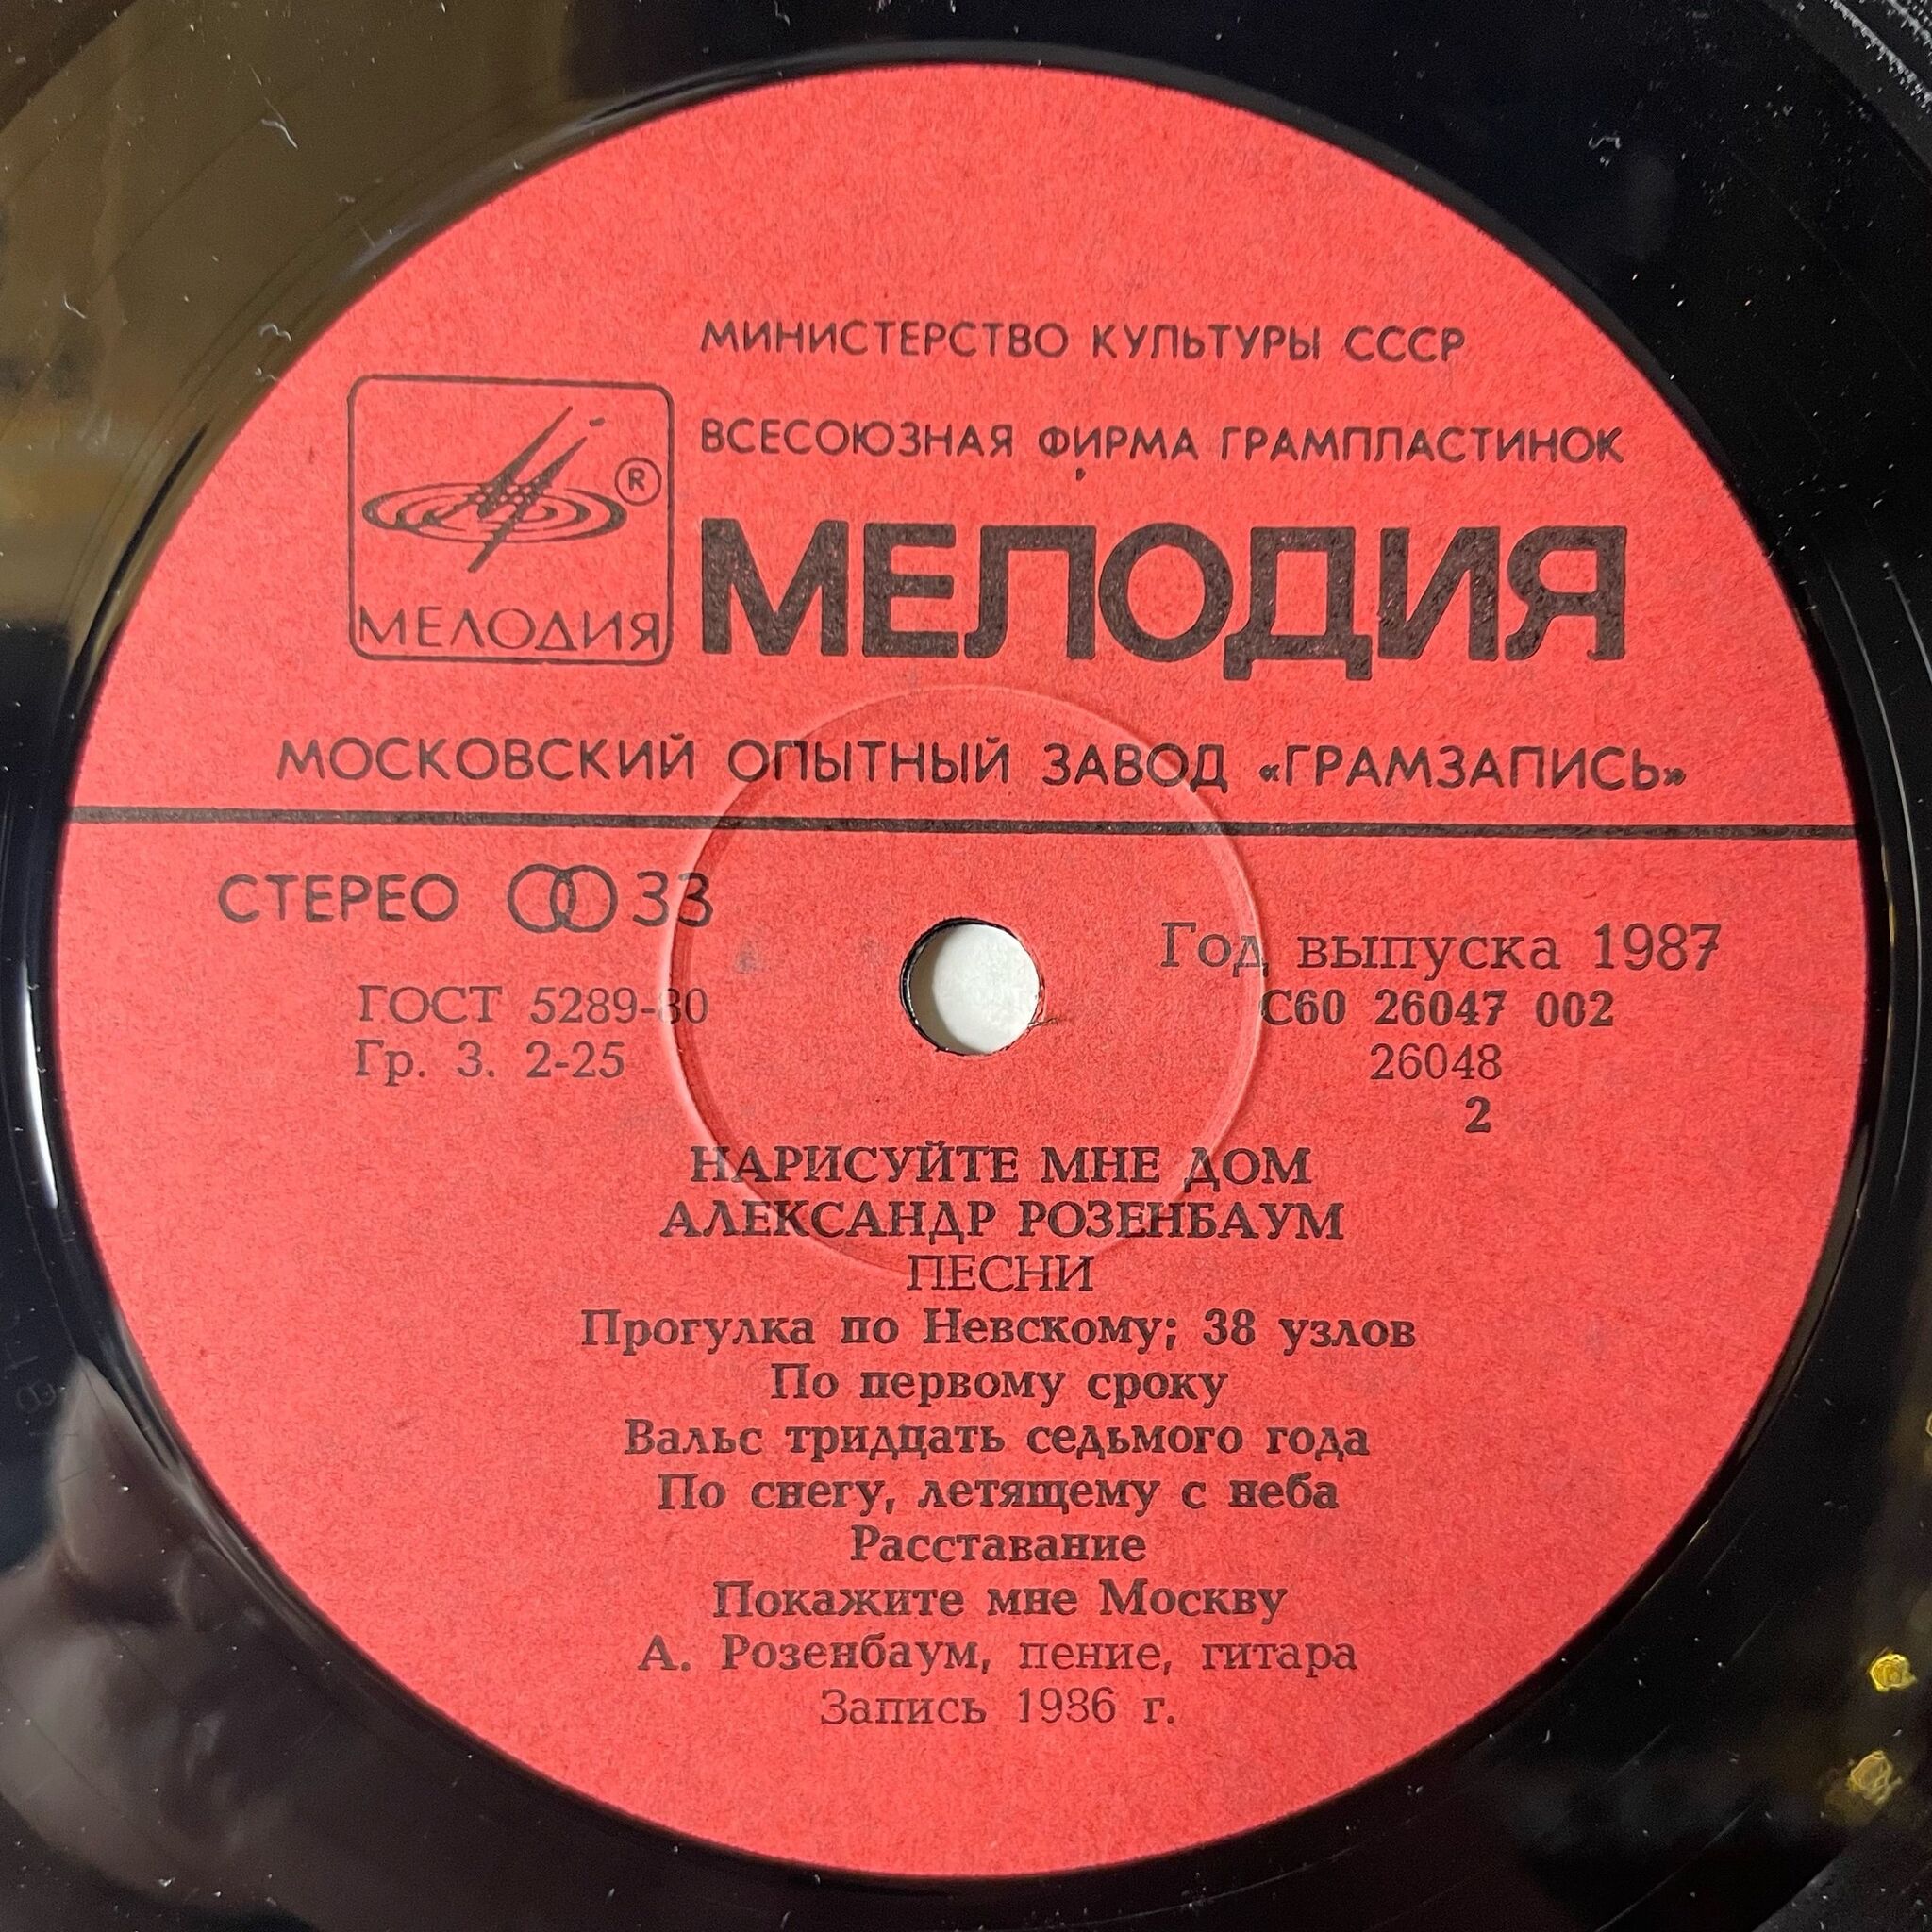 МИНИСТЕРСТВО КУЛЬТУРЫ СССР
ВСЕСОЮЗНАЯ ФИРМА ГРАМПЛАСТИНОК
®
МЕЛОДИЯ
МЕЛОДИЯ
МОСКОВСКИЙ ОПЫТНЫЙ ЗАВОД «ГРАМЗАПИСЬ»
СТЕРЕО 33
Год выпуска 1987
ГОСТ 5289-80
С60 26047 002
Гр. 3. 2-25
26048
2
НАРИСУЙТЕ МНЕ ДОМ
АЛЕКСАНДР РОЗЕНБАУМ
ПЕСНИ
Прогулка по Невскому; 38 узлов
По первому сроку
Вальс тридцать седьмого года
По снегу, летящему с неба
Расставание
Покажите мне Москву
А. Розенбаум, пение, гитара
Запись 1986 г.